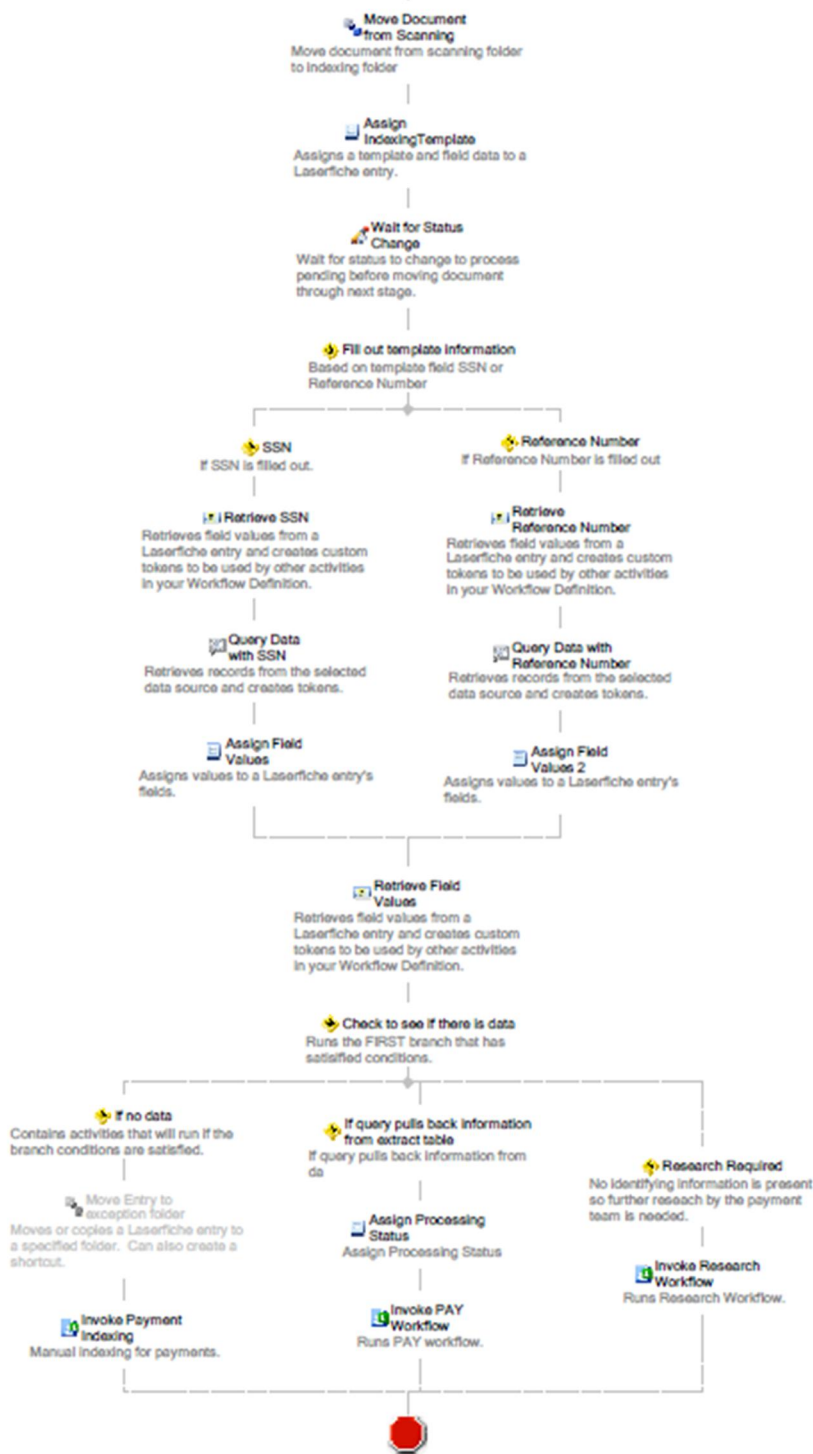 Move Document
from Scanning
Move document from scanning folder
to indexing folder
Assign
IndexingTemplate
Assigns a template and field data to a
Laserfiche entry.
Wait for Status
Change
Wait for status to change to process
pending before moving document
through next stage.
Fill out template information
Based on template field SSN or
Reference Number
SSN
If SSN is filled out.
Retrieve SSN
Retrieves field values from a
Laserfiche entry and creates custom
tokens to be used by other activities
in your Workflow Definition.
Query Data
with SSN
Retrieves records from the selected
data source and creates tokens.
Assign Field
Values
Assigns values to a Laserfiche entry's
fields.
Reference Number
If Reference Number is filled out
Retrieve
Reference Number
Retrieves field values from a
Laserfiche entry and creates custom
tokens to be used by other activities
in your Workflow Definition.
Query Data with
Reference Number
Retrieves records from the selected
data source and creates tokens.
Assign Field
Values 2
Assigns values to a Laserfiche entry's
fields.
Retrieve Field
Values
Retrieves field values from a
Laserfiche entry and creates custom
tokens to be used by other activities
in your Workflow Definition.
Check to see if there is data
Runs the FIRST branch that has
satisified conditions.
If no data
Contains activities that will run if the
branch conditions are satisfied.
Move Entry to
exception folder
Moves or copies a Laserfiche entry to
a specified folder. Can also create a
shortcut.
Invoke Payment
Indexing
Manual indexing for payments.
If query pulls back information
from extract table
If query pulls back information from
da
Assign Processing
Status
Assign Processing Status
Invoke PAY
Workflow
Runs PAY workflow.
Research Required
No identifying information is present
so further reseach by the payment
team is needed.
Invoke Research
Workflow
Runs Research Workflow.